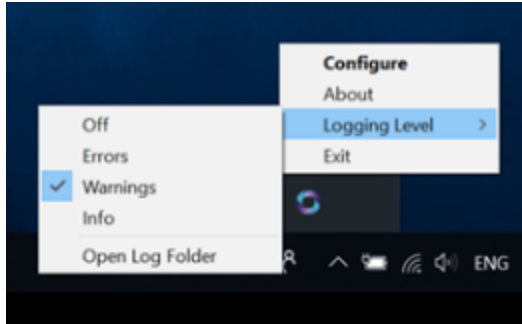 Configure
About
Logging Level
Exit
Off
Errors
Warnings
Info
Open Log Folder
ENG